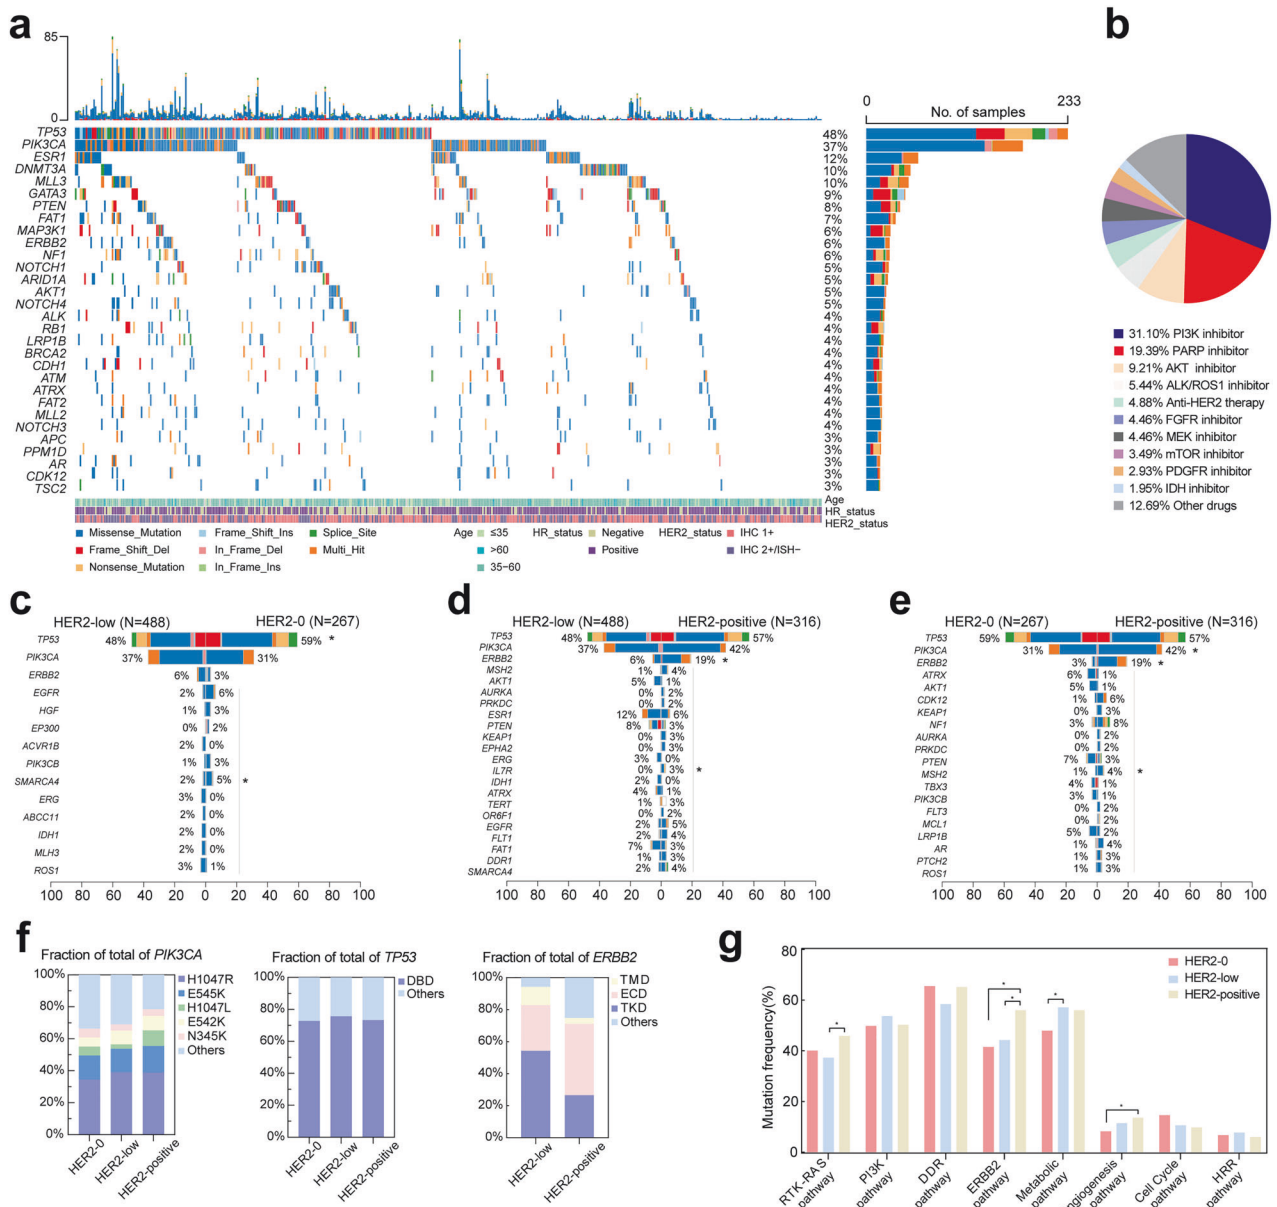 a
85
0
TP53
PIK3CA
ESR1
DNMT3A
MLL3
GATA3
PTEN
FAT1
MAP3K1
ERBB2
NF1
NOTCH1
ARID1A
AKT1
NOTCH4
ALK
RB1
LRP1B
BRCA2
CDH1
ATM
ATRX
FAT2
MLL2
NOTCH3
APC
PPM1D
AR
CDK12
TSC2
0 233
No. of samples
48%
37%
12%
10%
10%
9%
8%
7%
6%
6%
6%
5%
5%
5%
5%
4%
4%
4%
4%
4%
4%
4%
4%
4%
4%
3%
3%
3%
3%
3%
Age
HR_status
HER2_status
Missense_Mutation Frame_Shift_Ins Splice_Site Age ≤35 HR_status Negative HER2_status IHC 1+
Frame_Shift_Del In_Frame_Del Multi_Hit >60 Positive IHC 2+/ISH−
Nonsense_Mutation In_Frame_Ins 35−60
b
31.10% PI3K inhibitor
19.39% PARP inhibitor
9.21% AKT inhibitor
5.44% ALK/ROS1 inhibitor
4.88% Anti-HER2 therapy
4.46% FGFR inhibitor
4.46% MEK inhibitor
3.49% mTOR inhibitor
2.93% PDGFR inhibitor
1.95% IDH inhibitor
12.69% Other drugs
c
HER2-low (N=488) HER2-0 (N=267)
TP53 48% 59% *
PIK3CA 37% 31%
ERBB2 6% 3%
EGFR 2% 6%
HGF 1% 3%
EP300 0% 2%
ACVR1B 2% 0%
PIK3CB 1% 3%
SMARCA4 2% 5% *
ERG 3% 0%
ABCC11 2% 0%
IDH1 2% 0%
MLH3 2% 0%
ROS1 3% 1%
100 80 60 40 20 0 20 40 60 80 100
d
HER2-low (N=488) HER2-positive (N=316)
TP53 48% 57%
PIK3CA 37% 42%
ERBB2 6% 19% *
MSH2 1% 4%
AKT1 5% 1%
AURKA 0% 2%
PRKDC 0% 2%
ESR1 12% 6%
PTEN 8% 3%
KEAP1 0% 3%
EPHA2 0% 3%
ERG 3% 0%
IL7R 0% 3% *
IDH1 2% 0%
ATRX 4% 1%
TERT 1% 3%
OR6F1 0% 2%
EGFR 2% 5%
FLT1 2% 4%
FAT1 7% 3%
DDR1 1% 3%
SMARCA4 2% 4%
100 80 60 40 20 0 20 40 60 80 100
e
HER2-0 (N=267) HER2-positive (N=316)
TP53 59% 57%
PIK3CA 31% 42% *
ERBB2 3% 19% *
ATRX 6% 1%
AKT1 5% 1%
CDK12 1% 6%
KEAP1 0% 3%
NF1 3% 8%
AURKA 0% 2%
PRKDC 0% 2%
PTEN 7% 3%
MSH2 1% 4% *
TBX3 4% 1%
PIK3CB 3% 1%
FLT3 0% 2%
MCL1 0% 2%
LRP1B 5% 2%
AR 1% 4%
PTCH2 1% 3%
ROS1 1% 3%
100 80 60 40 20 0 20 40 60 80 100
f
Fraction of total of PIK3CA
100%
80%
60%
40%
20%
0%
H1047R
E545K
H1047L
E542K
N345K
Others
HER2-0
HER2-low
HER2-positive
Fraction of total of TP53
100%
80%
60%
40%
20%
0%
DBD
Others
HER2-0
HER2-low
HER2-positive
Fraction of total of ERBB2
100%
80%
60%
40%
20%
0%
TMD
ECD
TKD
Others
HER2-low
HER2-positive
g
Mutation frequency(%)
80
60
40
20
0
HER2-0
HER2-low
HER2-positive
* * * * *
RTK-RAS pathway
PI3K pathway
DDR pathway
ERBB2 pathway
Metabolic pathway
ngiogenesis pathway
Cell Cycle pathway
HRR pathway